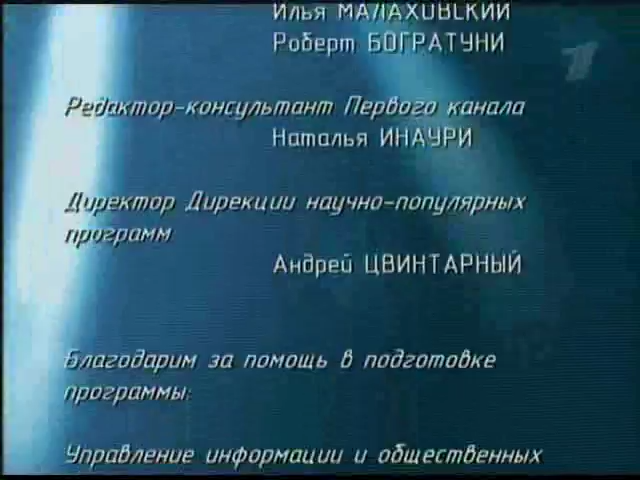 Илья МАЛАХОВСКИЙ
Роберт БОГРАТУНИ
Редактор-консультант Первого канала
Наталья ИНАУРИ
Директор Дирекции научно-популярных
программ
Андрей ЦВИНТАРНЫЙ
Благодарим за помощь в подготовке
программы:
Управление информации и общественных
1